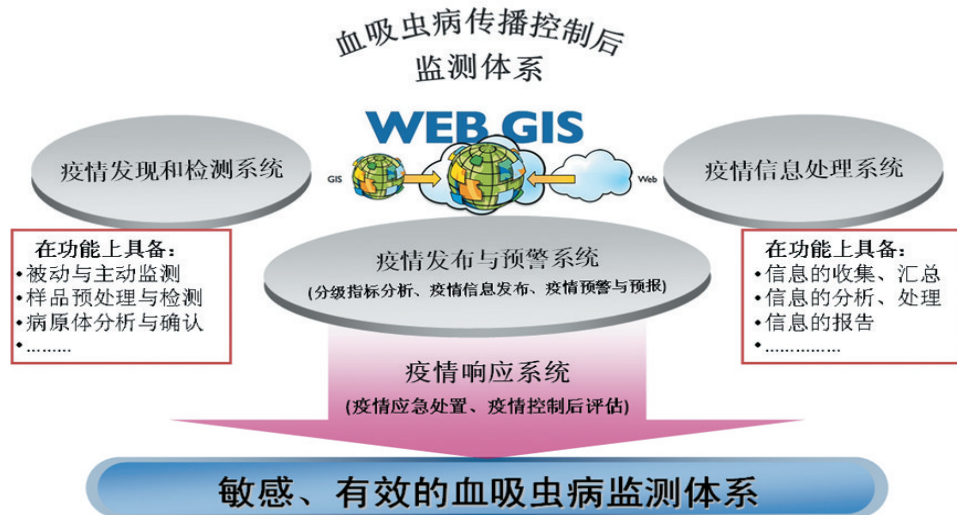 血吸虫病传播控制后
监测体系
WEB GIS
GIS
Web
疫情发现和检测系统
疫情信息处理系统
在功能上具备：
•被动与主动监测
•样品预处理与检测
•病原体分析与确认
•………
疫情发布与预警系统
(分级指标分析、疫情信息发布、疫情预警与预报)
在功能上具备：
•信息的收集、汇总
•信息的分析、处理
•信息的报告
•……………
疫情响应系统
(疫情应急处置、疫情控制后评估)
敏感、有效的血吸虫病监测体系